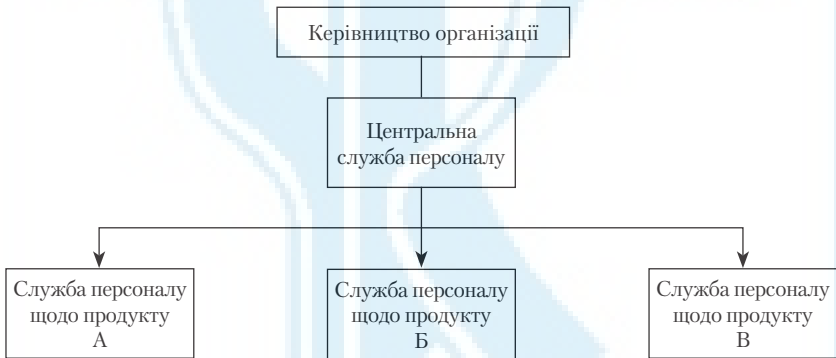 Керівництво організації
Центральна
служба персоналу
Служба персоналу
щодо продукту
А
Служба персоналу
щодо продукту
Б
Служба персоналу
щодо продукту
В